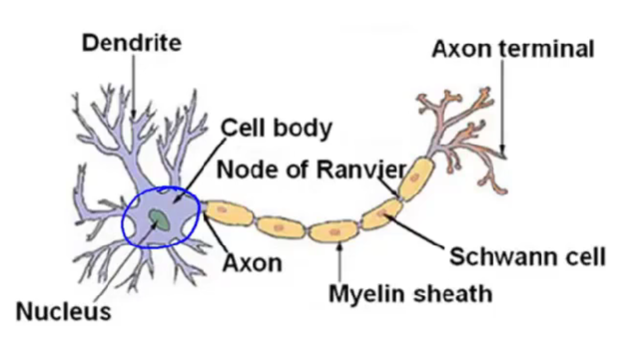 Dendrite
Axon terminal
Cell body
Node of Ranvier
Axon
Schwann cell
Myelin sheath
Nucleus